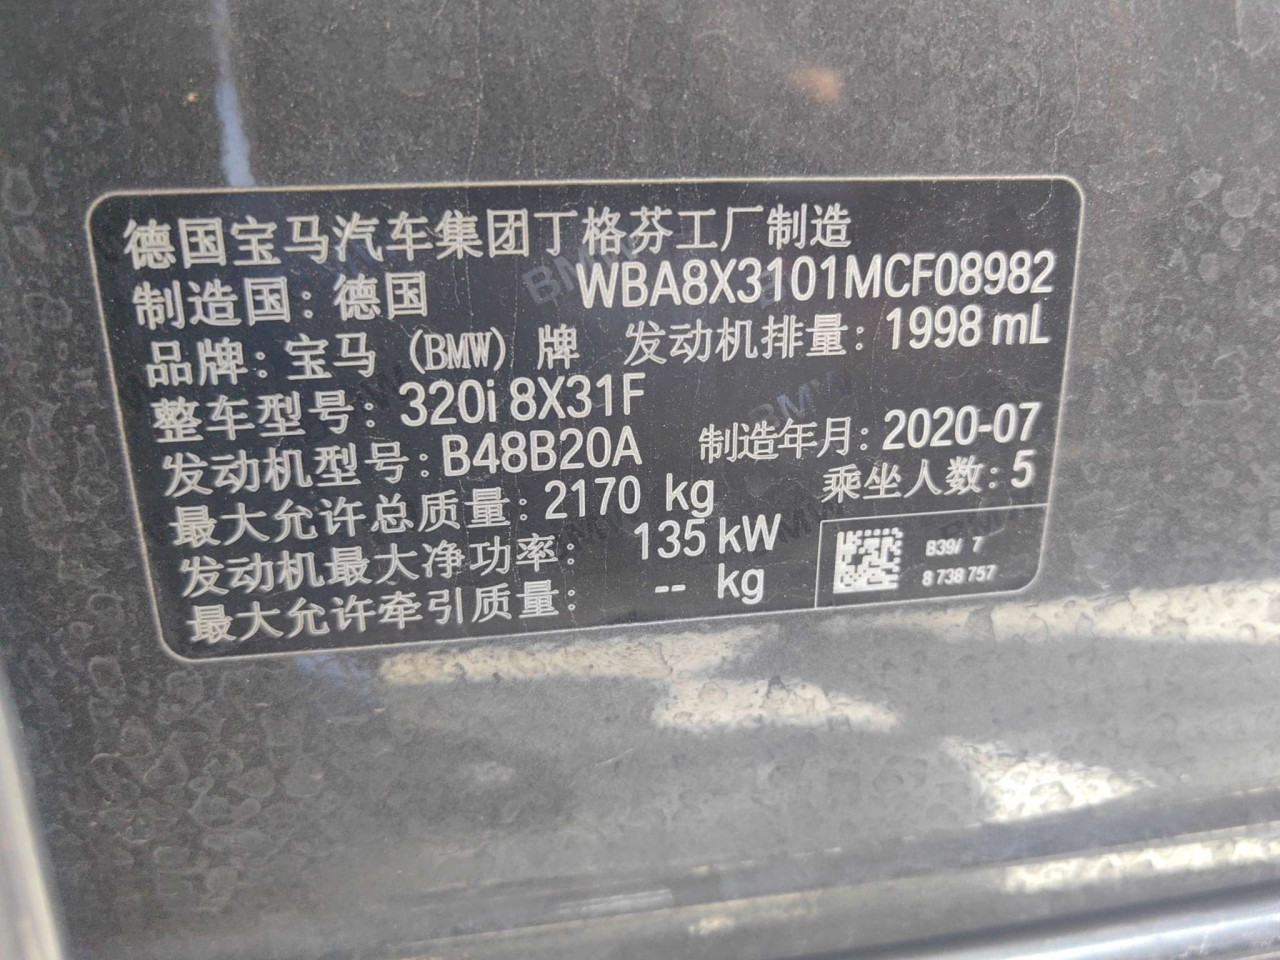 德国宝马汽车集团丁格芬工厂制造
制造国：德国 WBA8X3101MCF08982
品牌：宝马 (BMW) 牌 发动机排量：1998 mL
整车型号：320i 8X31F
发动机型号：B48B20A 制造年月：2020-07
最大允许总质量：2170 kg 乘坐人数：5
发动机最大净功率： 135 kW
最大允许牵引质量： -- kg
B39/ 7
8 738 757